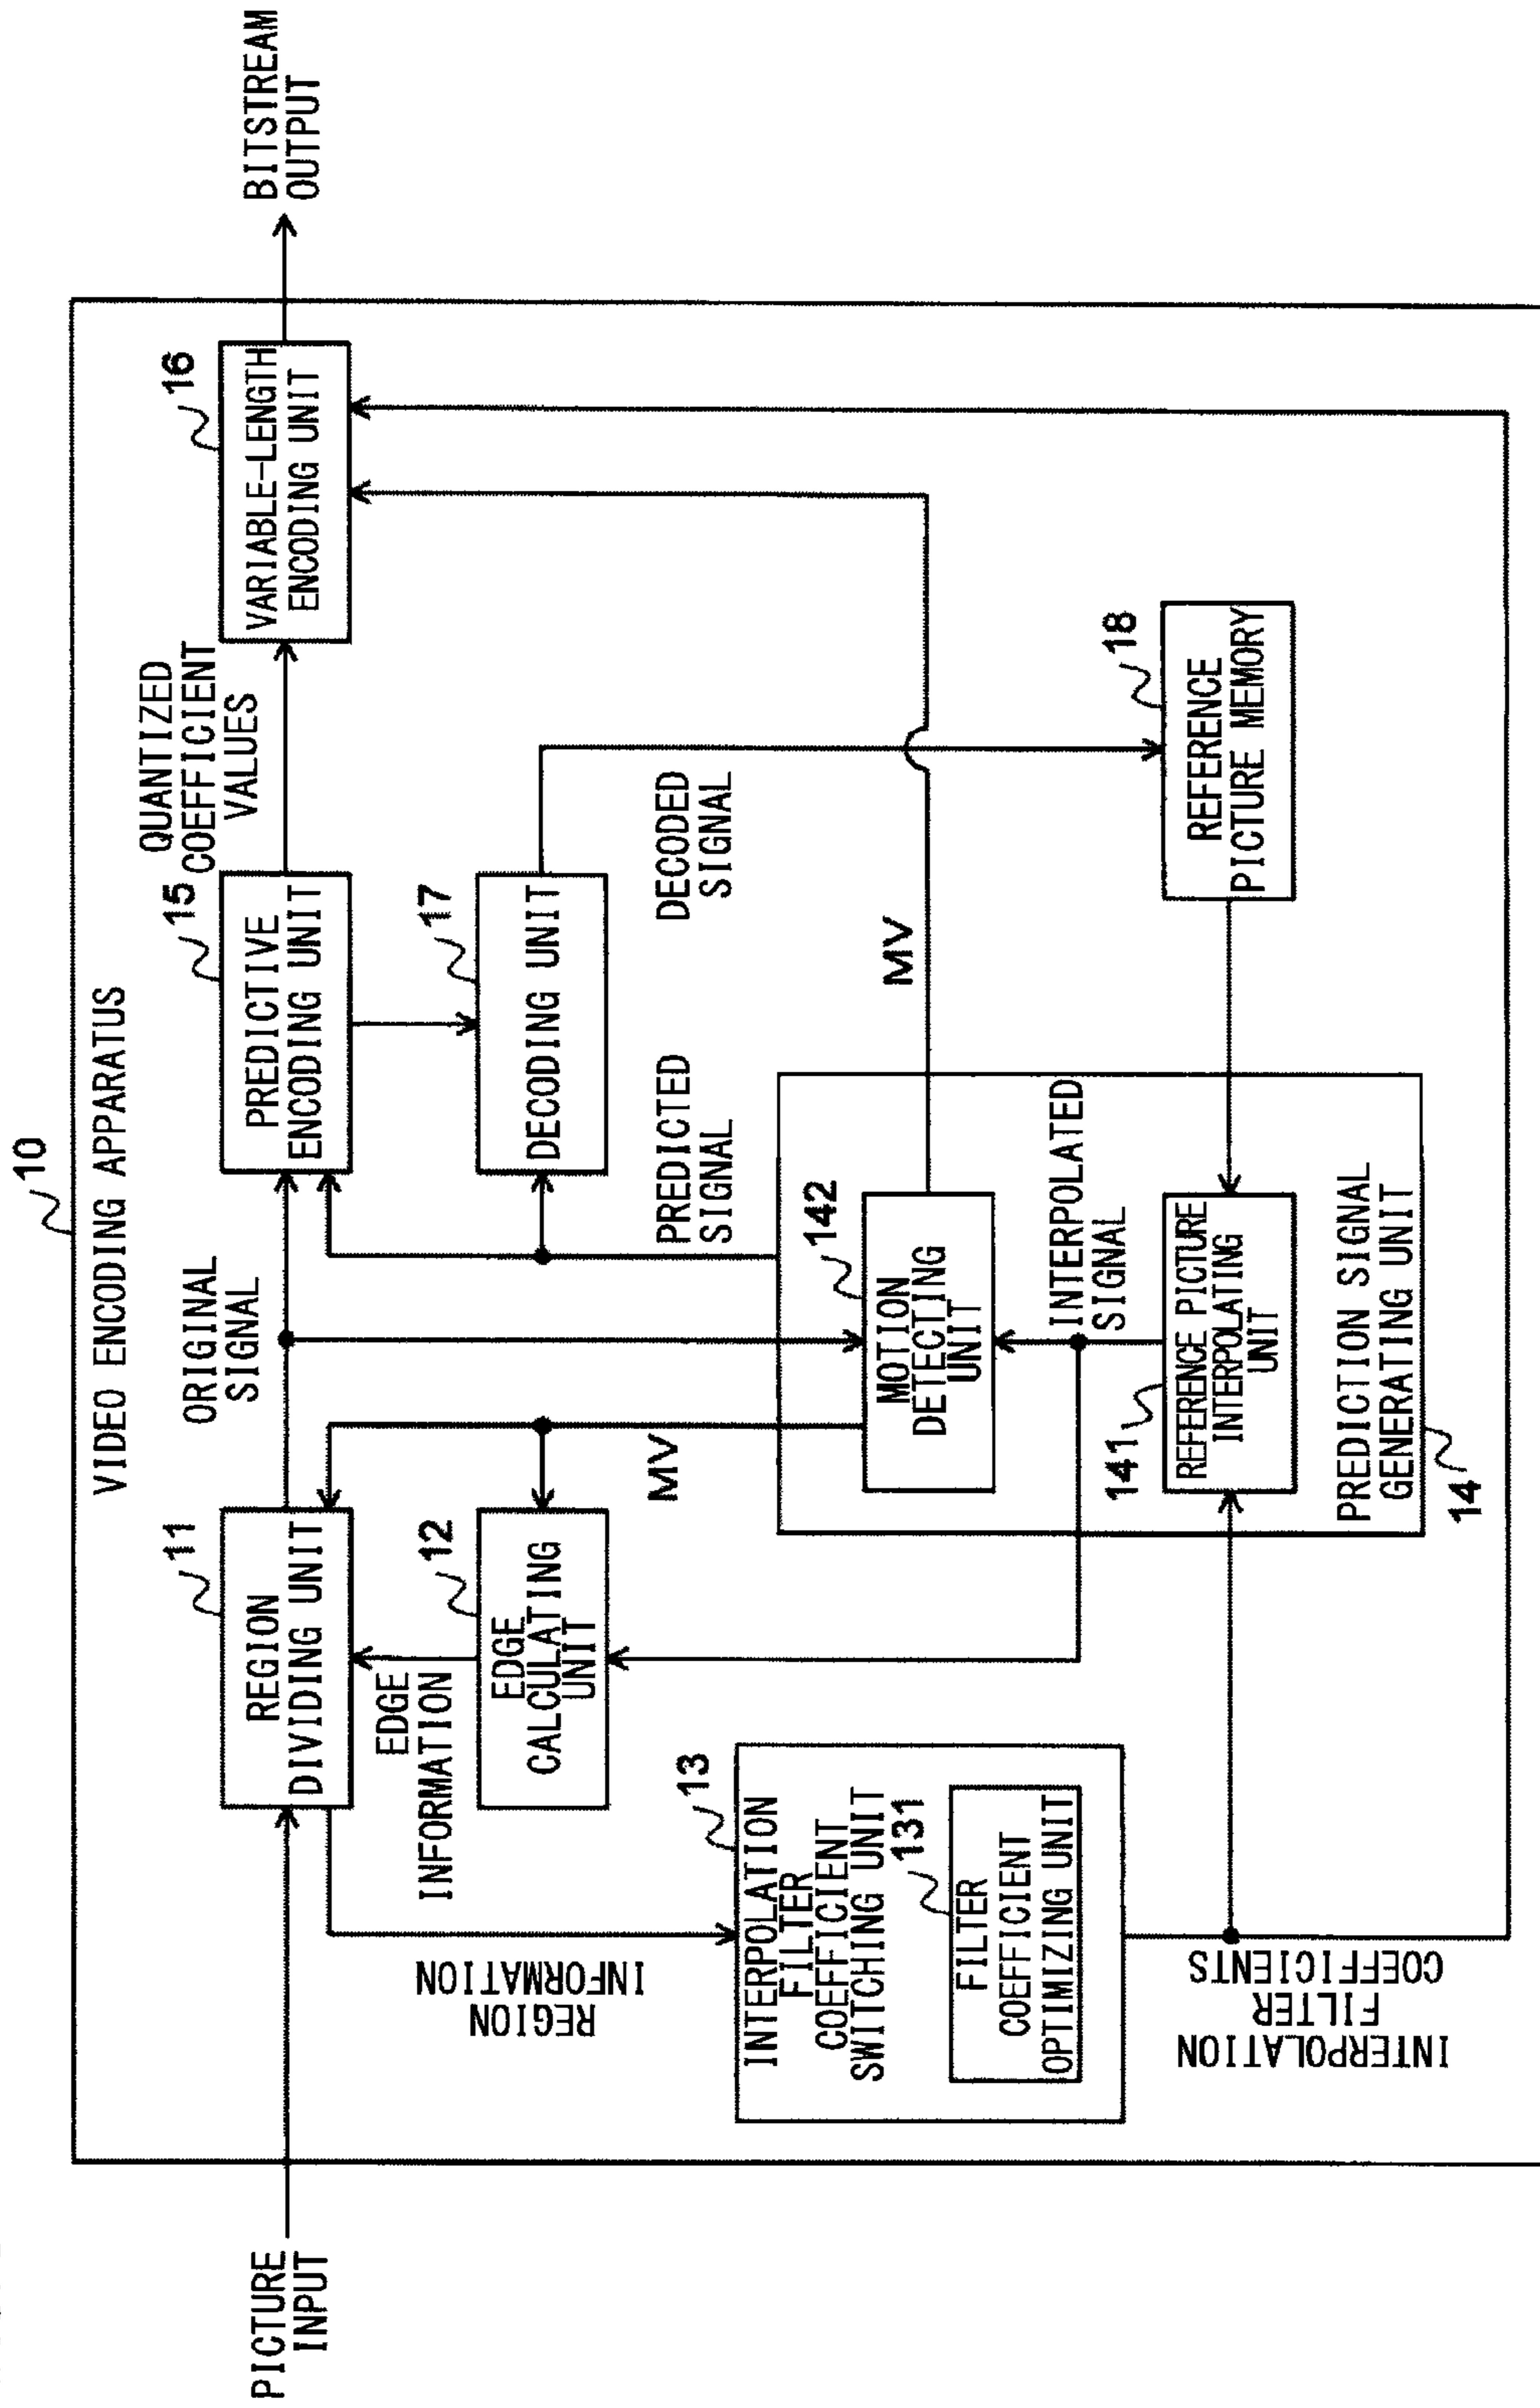 10
VIDEO ENCODING APPARATUS
PICTURE
INPUT
11
REGION
DIVIDING UNIT
ORIGINAL
SIGNAL
15
PREDICTIVE
ENCODING UNIT
QUANTIZED
COEFFICIENT
VALUES
16
VARIABLE-LENGTH
ENCODING UNIT
BITSTREAM
OUTPUT
REGION
INFORMATION
EDGE
INFORMATION
12
EDGE
CALCULATING
UNIT
MV
17
DECODING UNIT
PREDICTED
SIGNAL
DECODED
SIGNAL
13
INTERPOLATION
FILTER
COEFFICIENT
SWITCHING UNIT
131
FILTER
COEFFICIENT
OPTIMIZING UNIT
142
MOTION
DETECTING
UNIT
MV
INTERPOLATED
SIGNAL
141
REFERENCE PICTURE
INTERPOLATING
UNIT
18
REFERENCE
PICTURE MEMORY
INTERPOLATION
FILTER
COEFFICIENTS
PREDICTION SIGNAL
GENERATING UNIT
14